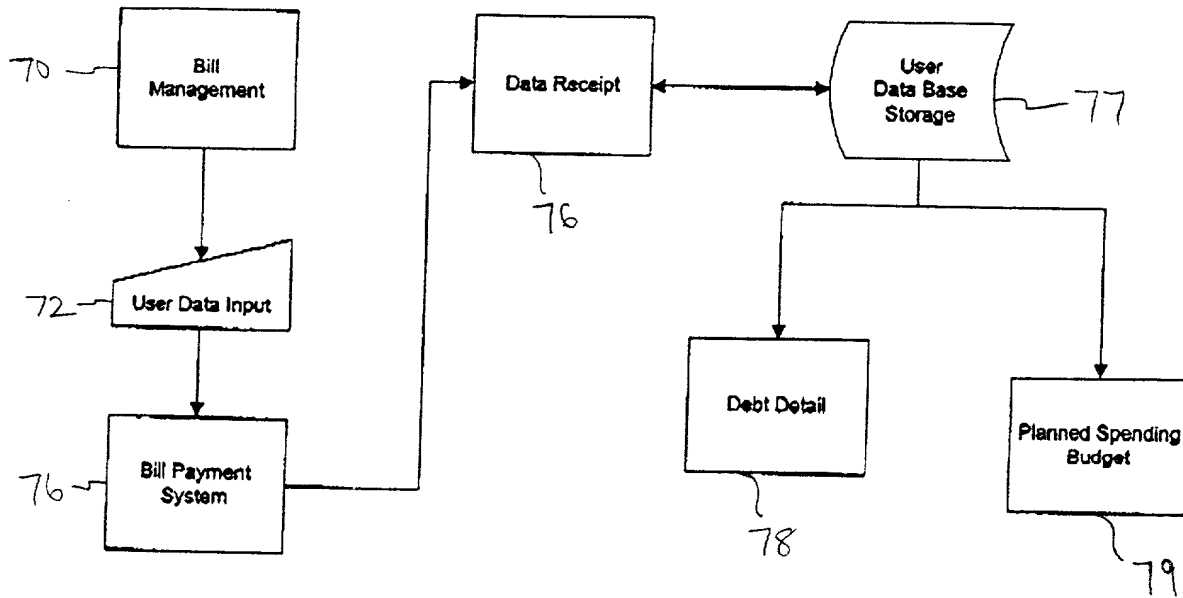 70
Bill
Management
72
User Data Input
76
Bill Payment
System
Data Receipt
76
User
Data Base
Storage
77
Debt Detail
78
Planned Spending
Budget
79